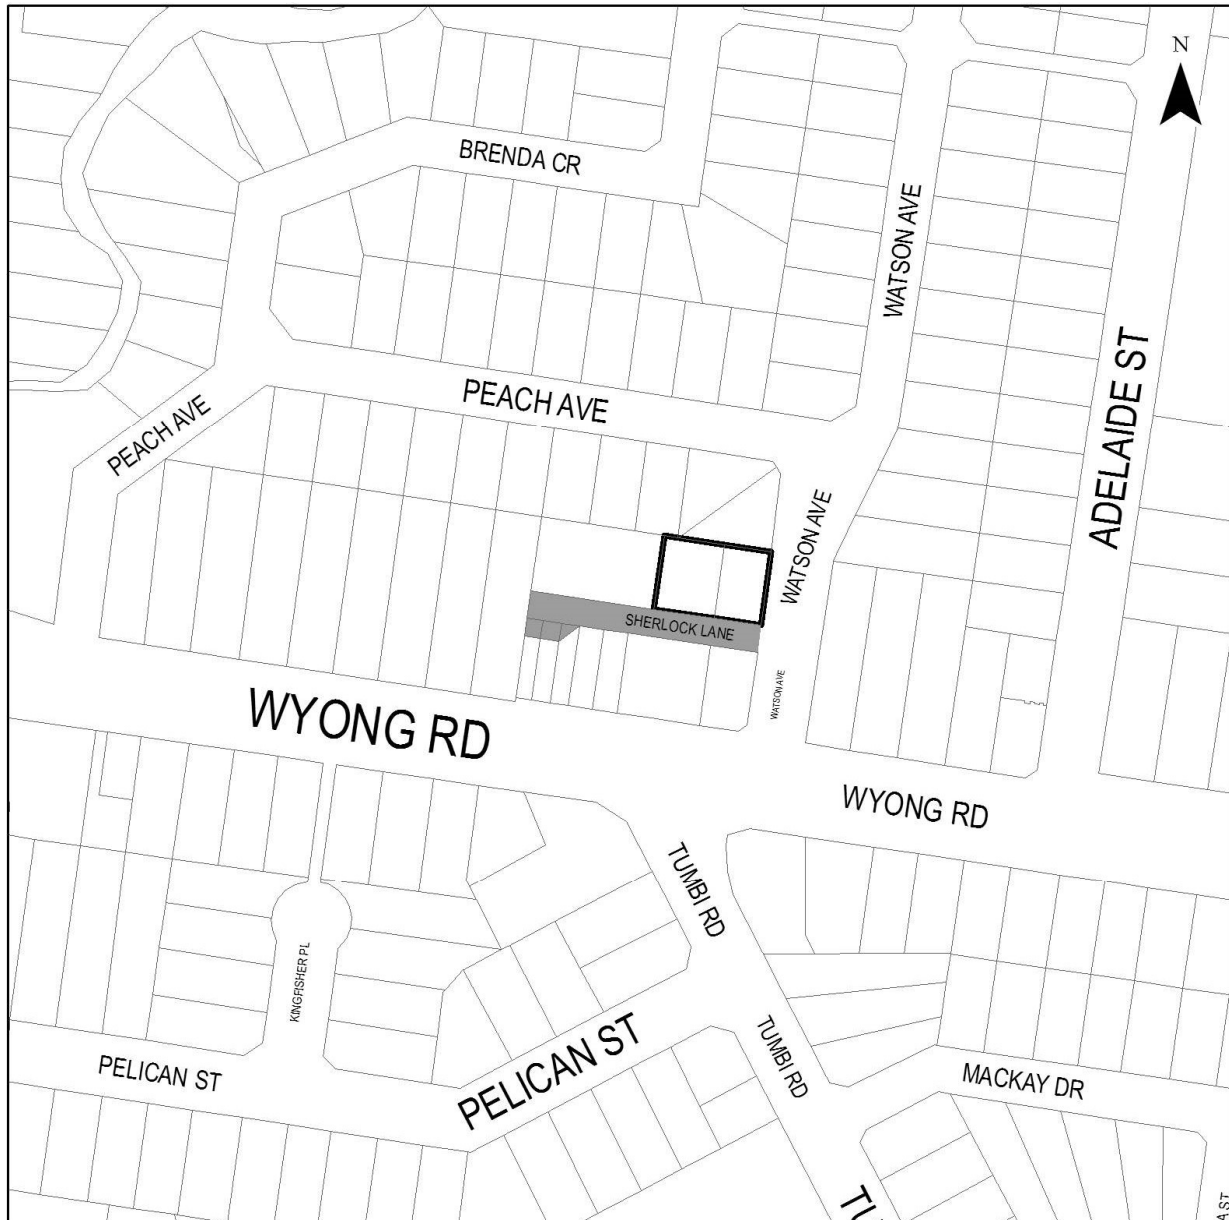 N
BRENDA CR
WATSON AVE
PEACH AVE
PEACH AVE
ADELAIDE ST
WATSON AVE
SHERLOCK LANE
WATSON AVE
WYONG RD
WYONG RD
TUMBI RD
KINGFISHER PL
PELICAN ST
PELICAN ST
TUMBI RD
MACKAY DR